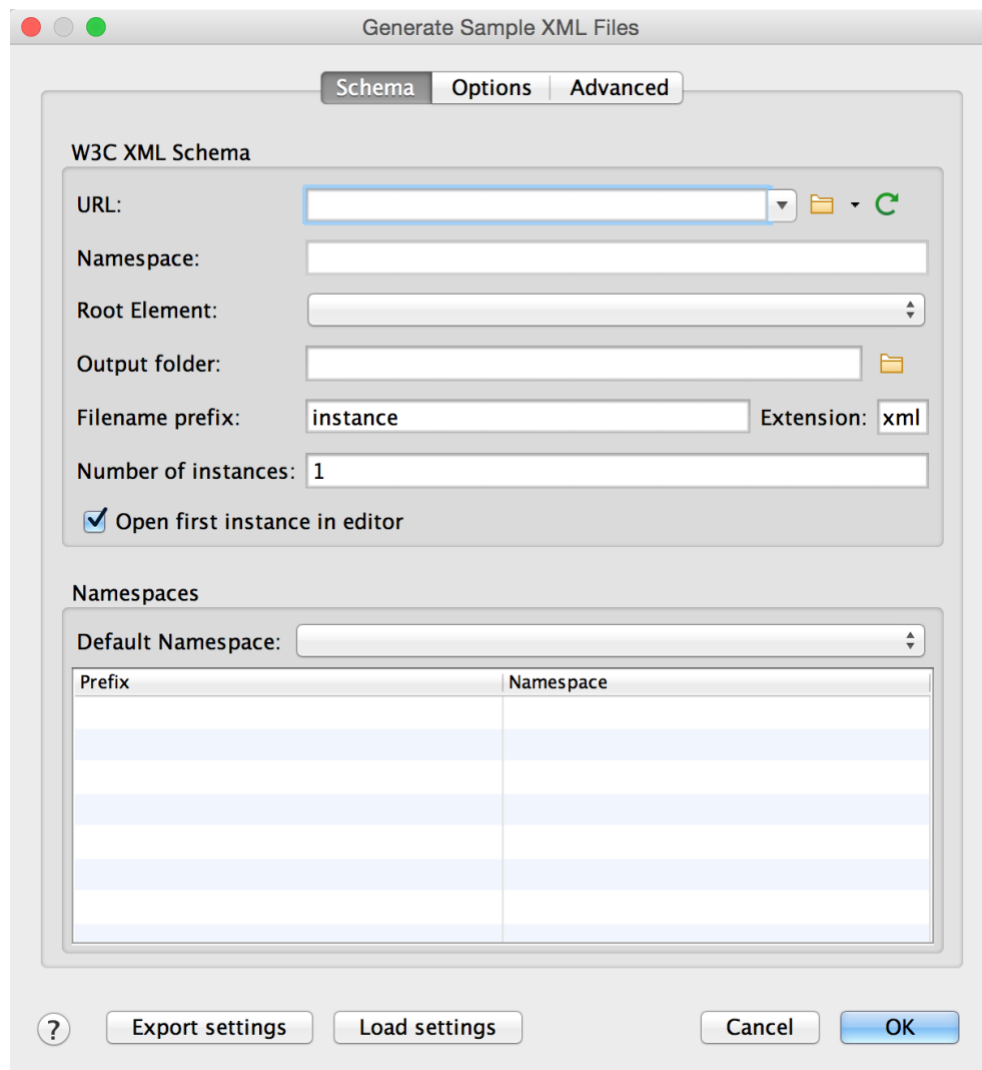 Generate Sample XML Files
Schema Options Advanced
W3C XML Schema
URL:
Namespace:
Root Element:
Output folder:
Filename prefix: instance Extension: xml
Number of instances: 1
Open first instance in editor
Namespaces
Default Namespace:
Prefix Namespace
? Export settings Load settings Cancel OK